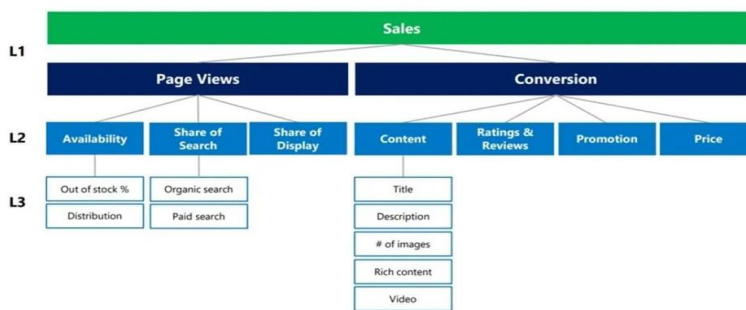 Sales
L1
Page Views
Conversion
L2
Availability
Share of
Search
Share of
Display
Content
Ratings &
Reviews
Promotion
Price
L3
Out of stock %
Organic search
Title
Distribution
Paid search
Description
# of images
Rich content
Video